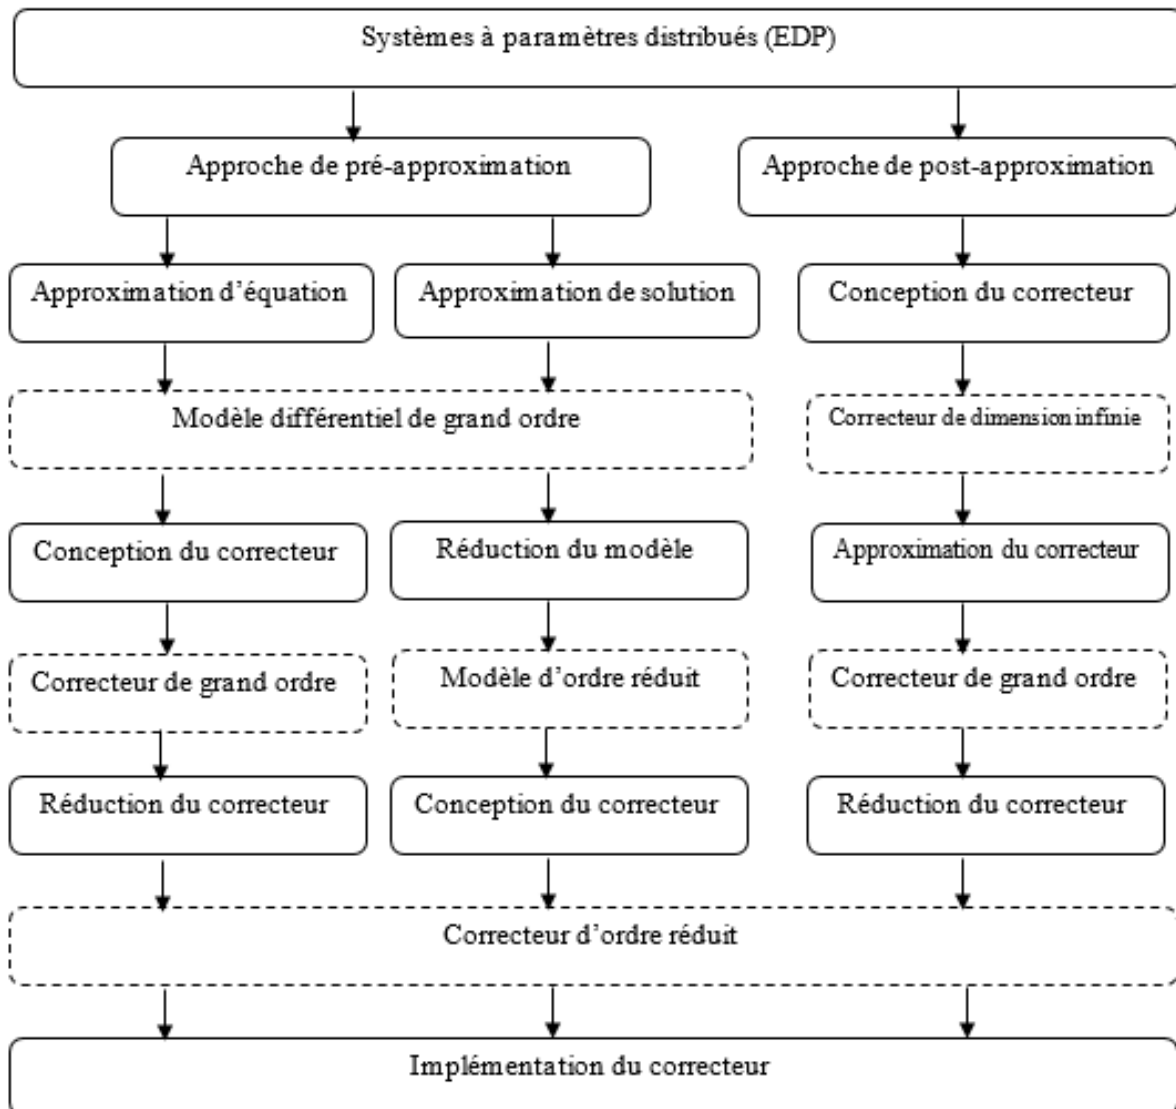 Systèmes à paramètres distribués (EDP)
Approche de pré-approximation
Approche de post-approximation
Approximation d’équation
Approximation de solution
Conception du correcteur
Modèle différentiel de grand ordre
Correcteur de dimension infinie
Conception du correcteur
Réduction du modèle
Approximation du correcteur
Correcteur de grand ordre
Modèle d’ordre réduit
Correcteur de grand ordre
Réduction du correcteur
Conception du correcteur
Réduction du correcteur
Correcteur d’ordre réduit
Implémentation du correcteur